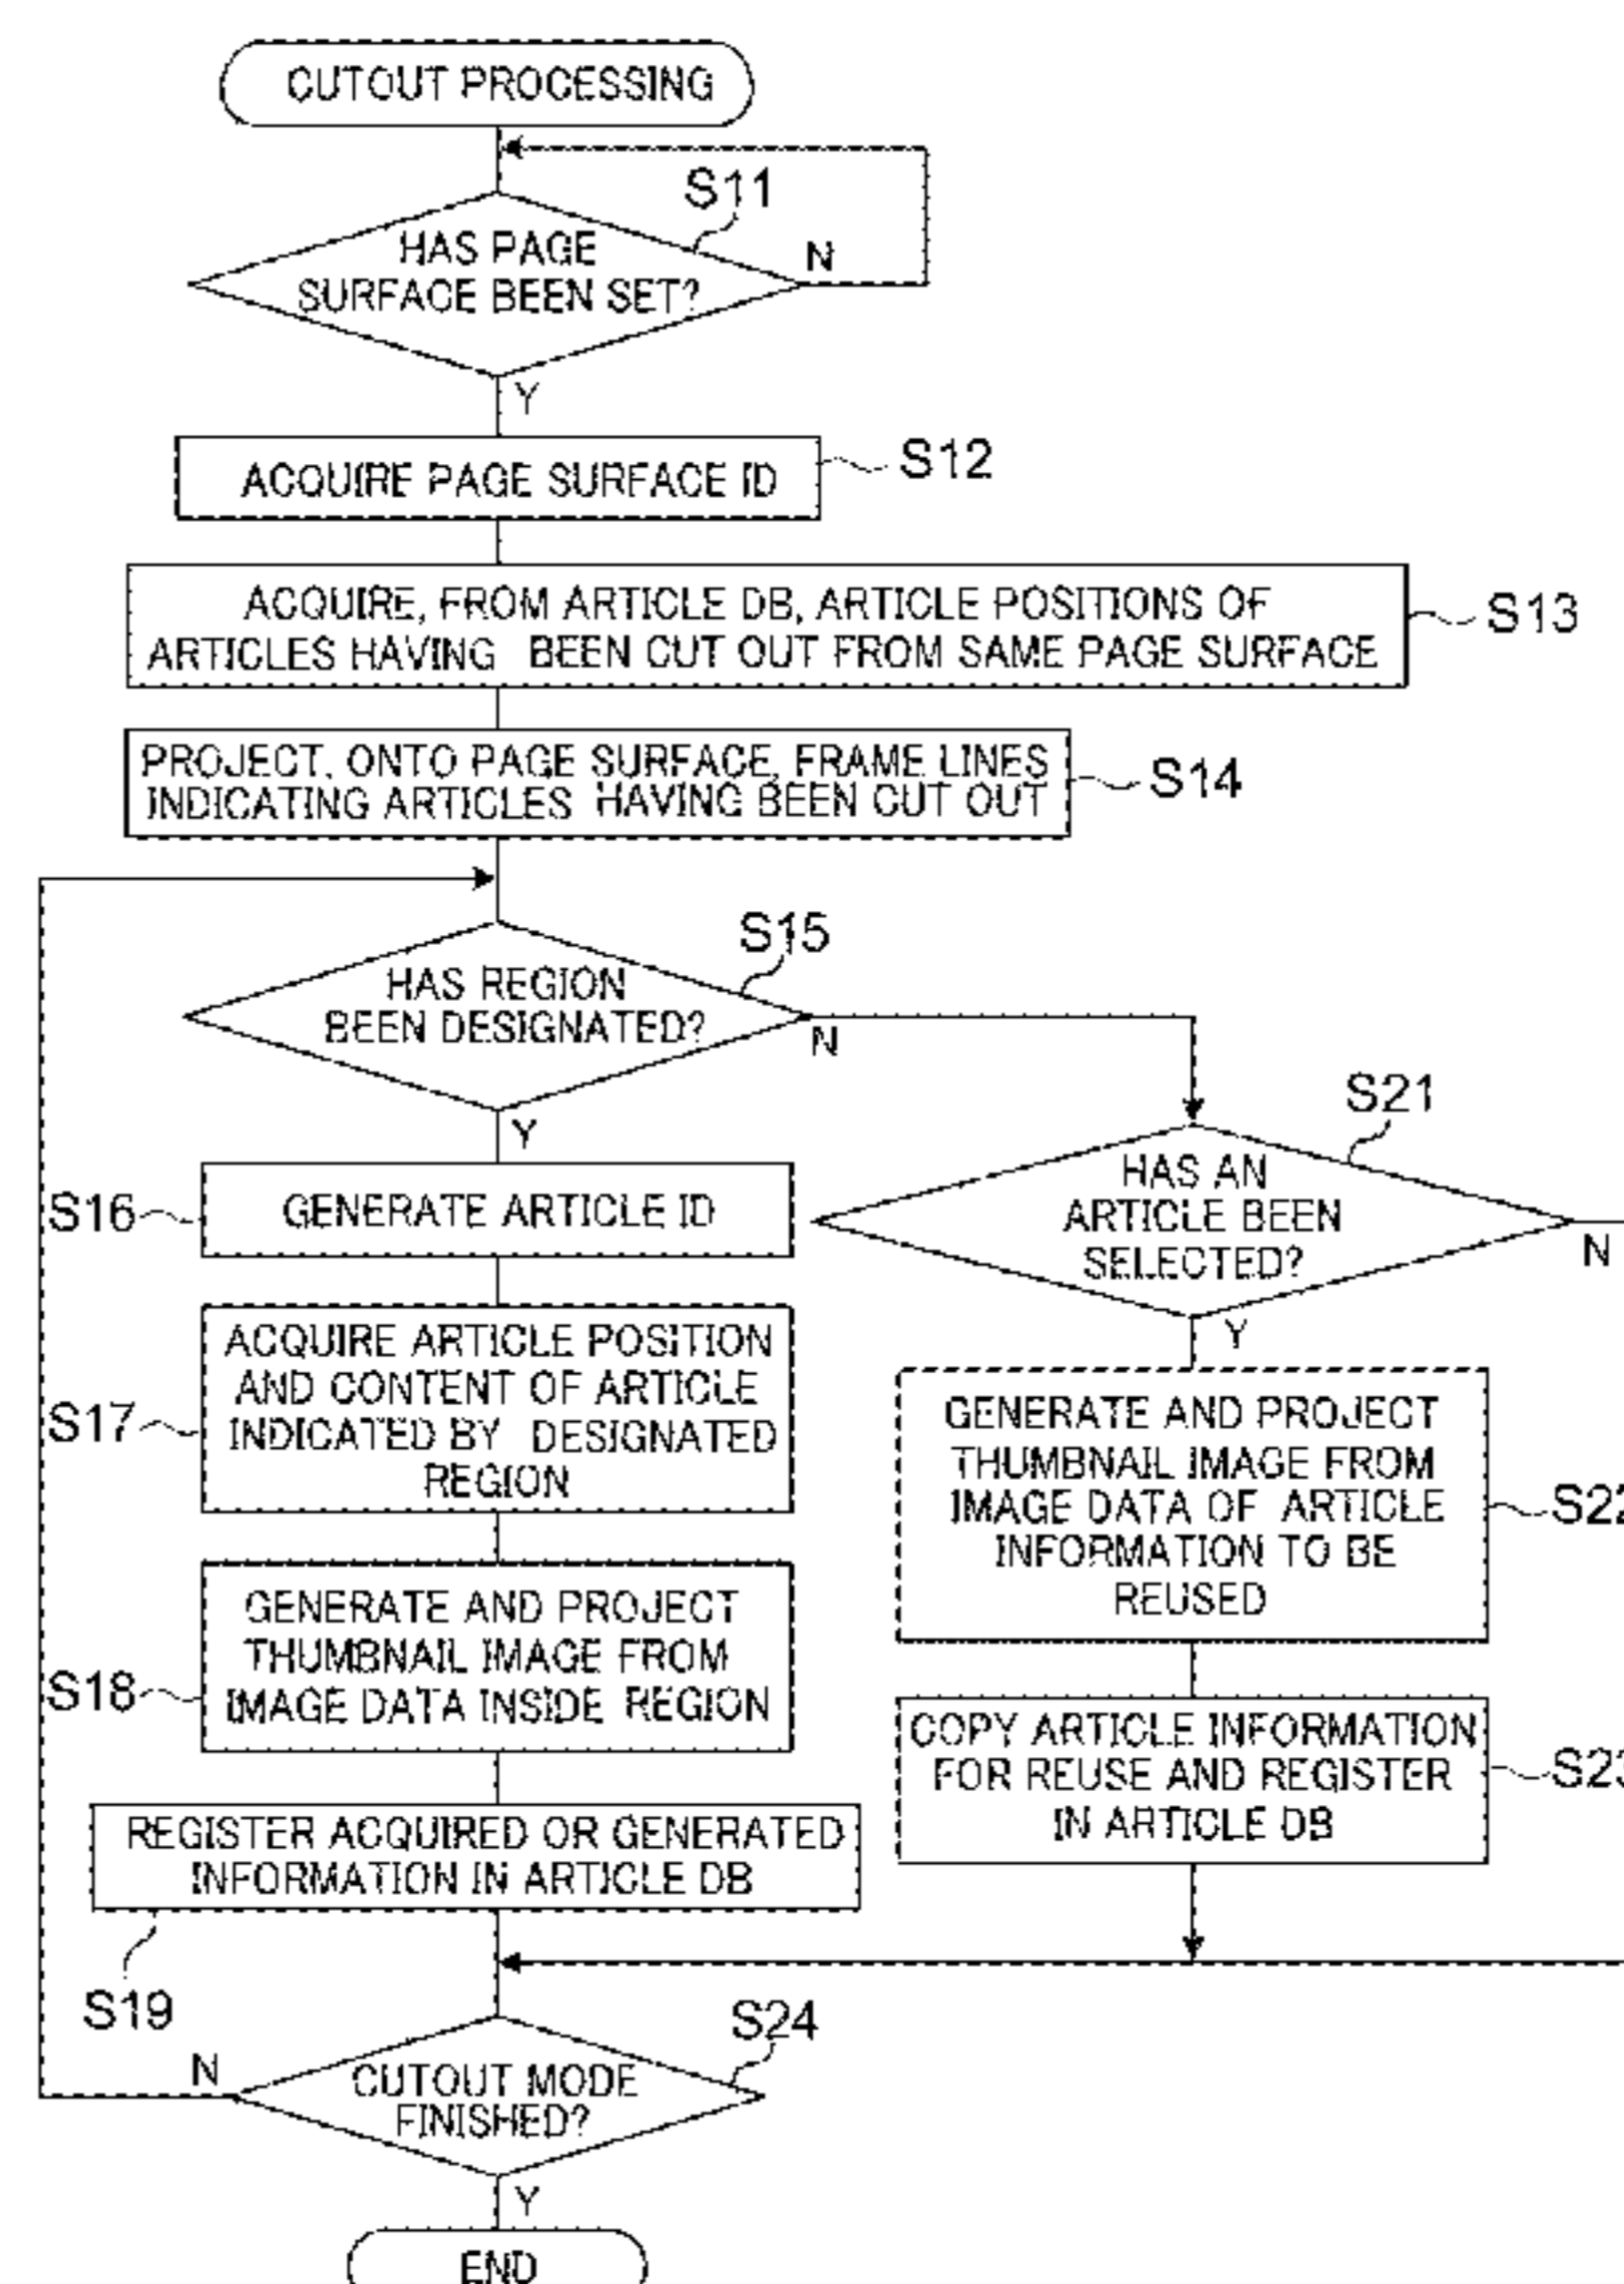 CUTOUT PROCESSING
S11
HAS PAGE
SURFACE BEEN SET?
N
Y
ACQUIRE PAGE SURFACE ID
S12
ACQUIRE, FROM ARTICLE DB, ARTICLE POSITIONS OF
ARTICLES HAVING BEEN CUT OUT FROM SAME PAGE SURFACE
S13
PROJECT, ONTO PAGE SURFACE, FRAME LINES
INDICATING ARTICLES HAVING BEEN CUT OUT
S14
S15
HAS REGION
BEEN DESIGNATED?
N
Y
S16
GENERATE ARTICLE ID
S17
ACQUIRE ARTICLE POSITION
AND CONTENT OF ARTICLE
INDICATED BY DESIGNATED
REGION
S18
GENERATE AND PROJECT
THUMBNAIL IMAGE FROM
IMAGE DATA INSIDE REGION
REGISTER ACQUIRED OR GENERATED
INFORMATION IN ARTICLE DB
S19
S21
HAS AN
ARTICLE BEEN
SELECTED?
N
Y
GENERATE AND PROJECT
THUMBNAIL IMAGE FROM
IMAGE DATA OF ARTICLE
INFORMATION TO BE
REUSED
S22
COPY ARTICLE INFORMATION
FOR REUSE AND REGISTER
IN ARTICLE DB
S23
S24
CUTOUT MODE
FINISHED?
N
Y
END